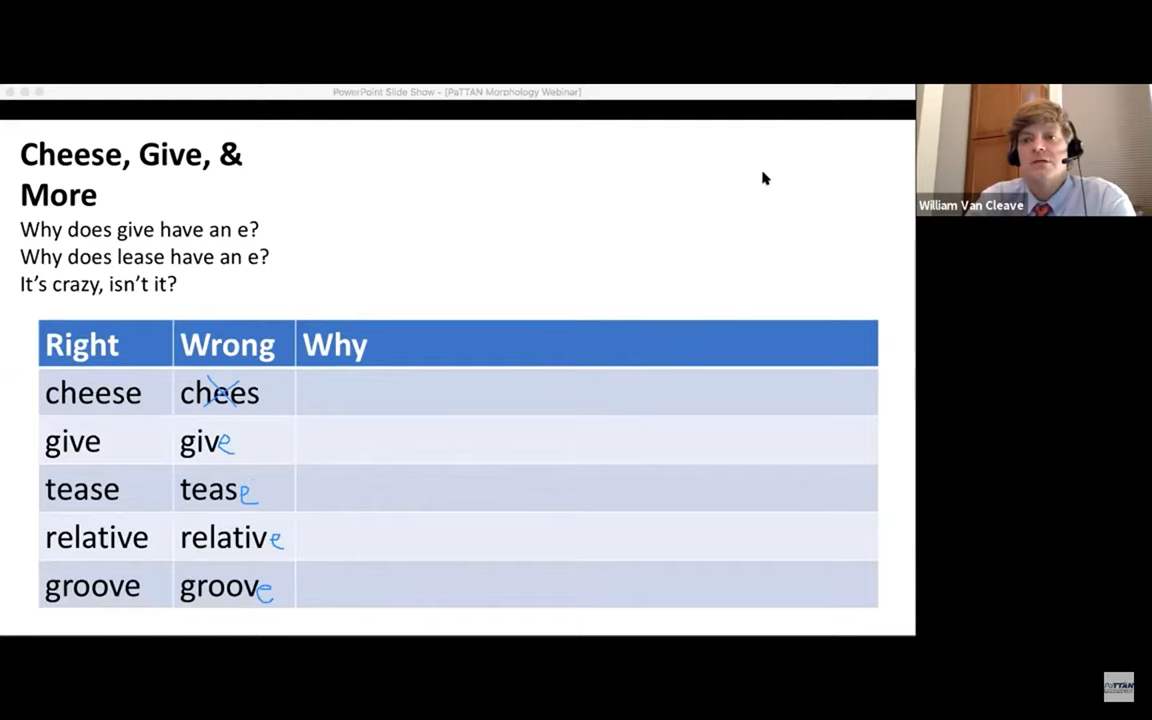 PowerPoint Slide Show - [PaTTAN Morphology Webinar]
Cheese, Give, &
More
Why does give have an e?
Why does lease have an e?
It's crazy, isn't it?
William Van Cleave
Right Wrong Why
cheese chees
give give
tease tease
relative relative
groove groove
PaTTAN